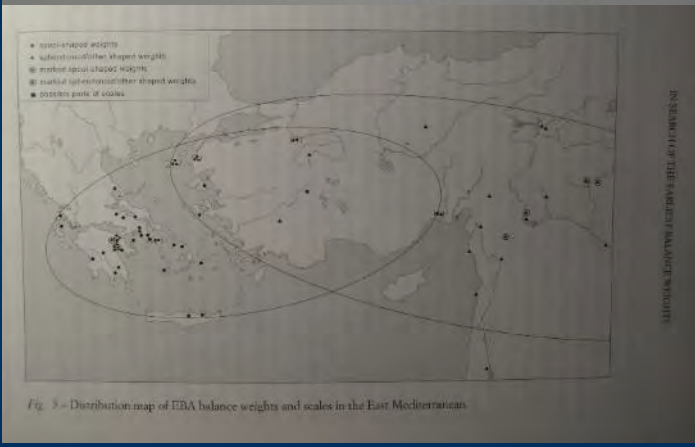 spool-shaped weights
sphendonoid/other shaped weights
marked spool-shaped weights
marked sphendonoid/other shaped weights
possible parts of scales
IN SEARCH OF THE EARLIEST BALANCE WEIGHTS
Fig. 3 – Distribution map of EBA balance weights and scales in the East Mediterranean.